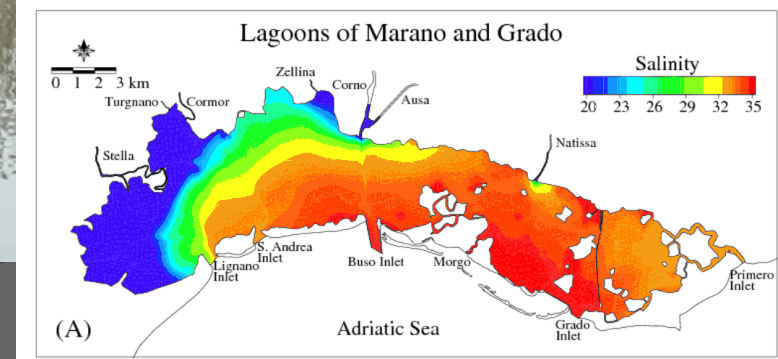 Lagoons of Marano and Grado
0 1 2 3 km
Salinity
20 23 26 29 32 35
Zellina
Corno
Ausa
Turgnano
Cormor
Stella
Natissa
S. Andrea
Inlet
Lignano
Inlet
Buso Inlet
Morgo
Primero
Inlet
Grado
Inlet
(A)
Adriatic Sea